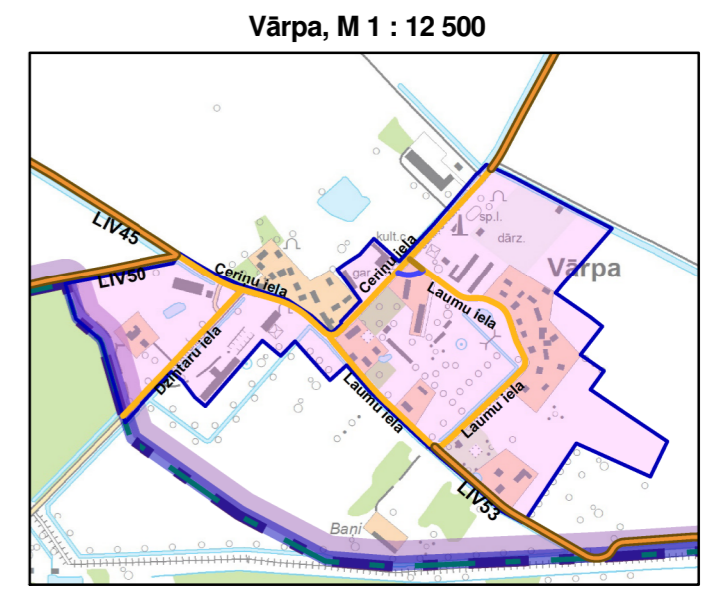 Vārpa, M 1 : 12 500
LIV45
LIV50
Ceriņu iela
kult.c.
gar.
Ceriņu iela
sp.l.
dārz.
Vārpa
Laumu iela
Dzintaru iela
Laumu iela
Laumu iela
LIV53
Baņi